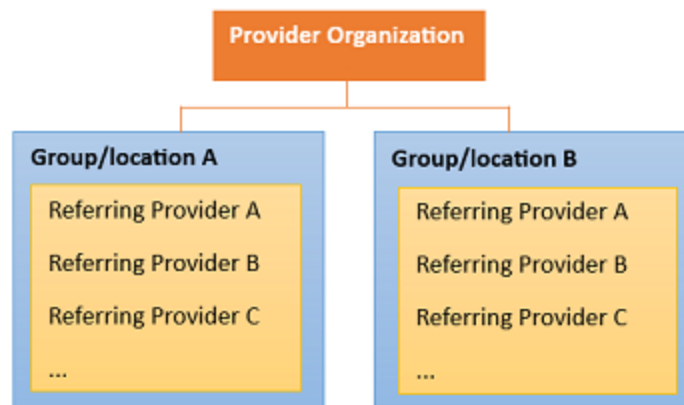 Provider Organization
Group/location A
Referring Provider A
Referring Provider B
Referring Provider C
...
Group/location B
Referring Provider A
Referring Provider B
Referring Provider C
...